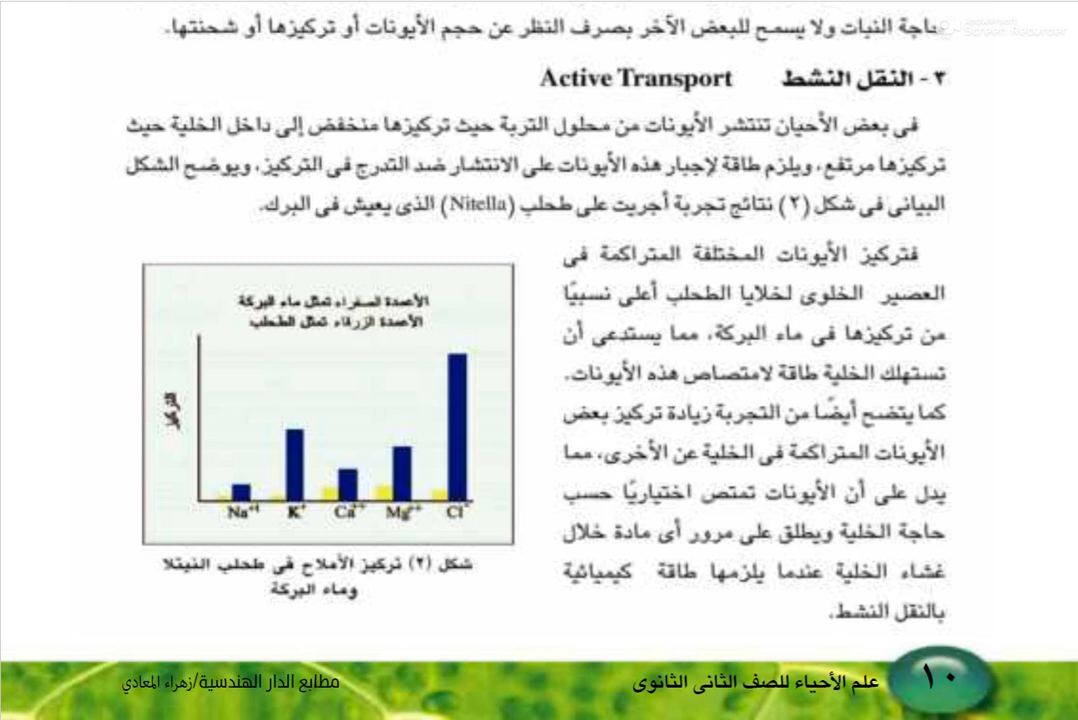 حاجة النبات ولا يسمح للبعض الآخر بصرف النظر عن حجم الأيونات أو تركيزها أو شحنتها.
Screen Recorder
٣ - النقل النشط Active Transport
فى بعض الأحيان تنتشر الأيونات من محلول التربة حيث تركيزها منخفض إلى داخل الخلية حيث
تركيزها مرتفع، ويلزم طاقة لإجبار هذه الأيونات على الانتشار ضد التدرج فى التركيز، ويوضح الشكل
البيانى فى شكل (٢) نتائج تجربة أجريت على طحلب (Nitella) الذى يعيش فى البرك.
فتركيز الأيونات المختلفة المتراكمة فى
العصير الخلوى لخلايا الطحلب أعلى نسبيًا
من تركيزها فى ماء البركة، مما يستدعى أن
تستهلك الخلية طاقة لامتصاص هذه الأيونات.
كما يتضح أيضًا من التجربة زيادة تركيز بعض
الأيونات المتراكمة فى الخلية عن الأخرى، مما
يدل على أن الأيونات تمتص اختياريًا حسب
حاجة الخلية ويطلق على مرور أى مادة خلال
غشاء الخلية عندما يلزمها طاقة كيميائية
بالنقل النشط.
الأعمدة الصفراء تمثل ماء البركة
الأعمدة الزرقاء تمثل الطحلب
التركيز
Na⁺¹ K⁺ Ca⁺⁺ Mg⁺⁺ Cl⁻
شكل (٢) تركيز الأملاح فى طحلب النيتلا
وماء البركة
١٠ علم الأحياء للصف الثانى الثانوى مطابع الدار الهندسية/زهراء المعادي